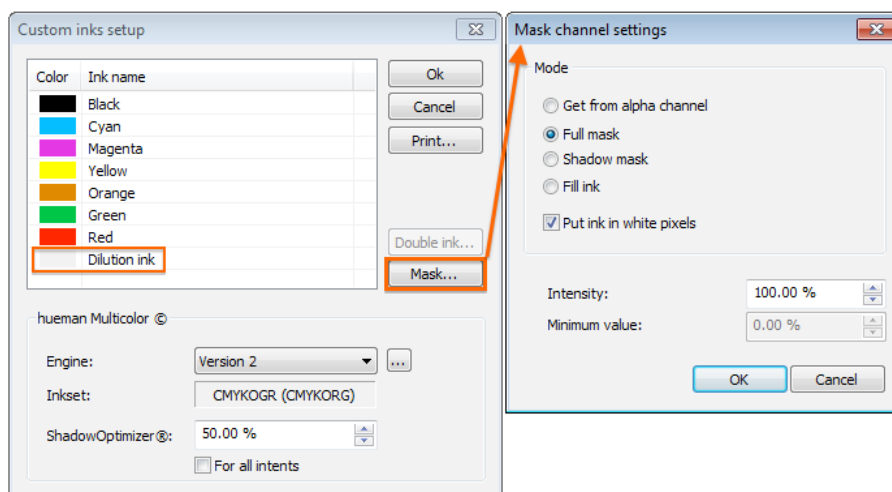 Custom inks setup
Color Ink name
Black
Cyan
Magenta
Yellow
Orange
Green
Red
Dilution ink
Ok
Cancel
Print...
Double ink...
Mask...
hueman Multicolor ©
Engine: Version 2 ...
Inkset: CMYKOGR (CMYKORG)
ShadowOptimizer®: 50.00 %
For all intents
Mask channel settings
Mode
Get from alpha channel
Full mask
Shadow mask
Fill ink
Put ink in white pixels
Intensity: 100.00 %
Minimum value: 0.00 %
OK Cancel